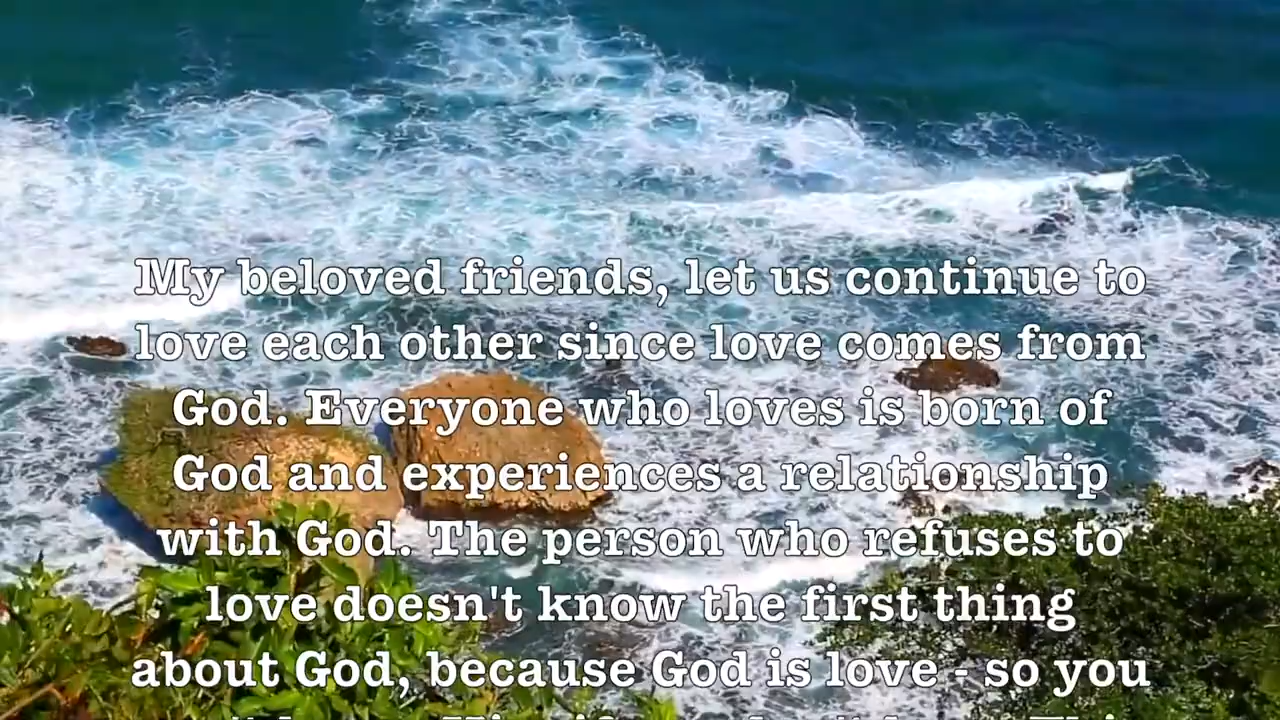 My beloved friends, let us continue to
love each other since love comes from
God. Everyone who loves is born of
God and experiences a relationship
with God. The person who refuses to
love doesn't know the first thing
about God, because God is love - so you